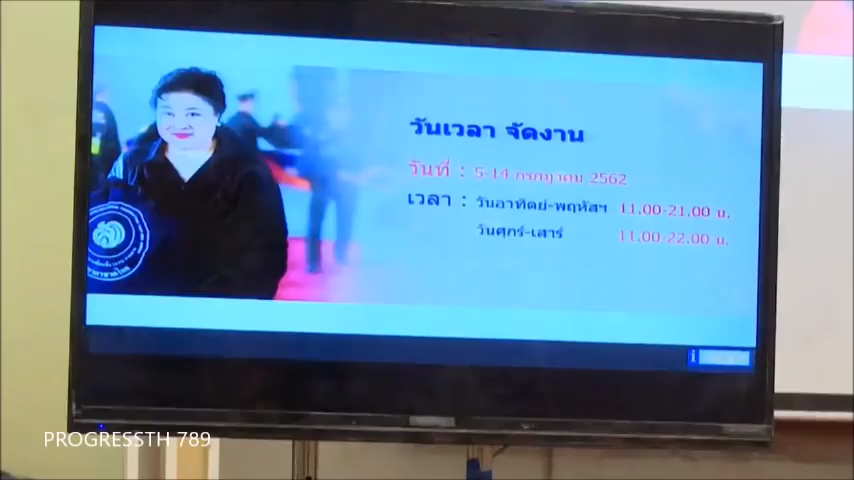 วันเวลา จัดงาน
วันที่ : 5-14 กรกฎาคม 2562
เวลา : วันอาทิตย์-พฤหัสฯ 11.00-21.00 น.
วันศุกร์-เสาร์ 11.00-22.00 น.
PROGRESSTH 789